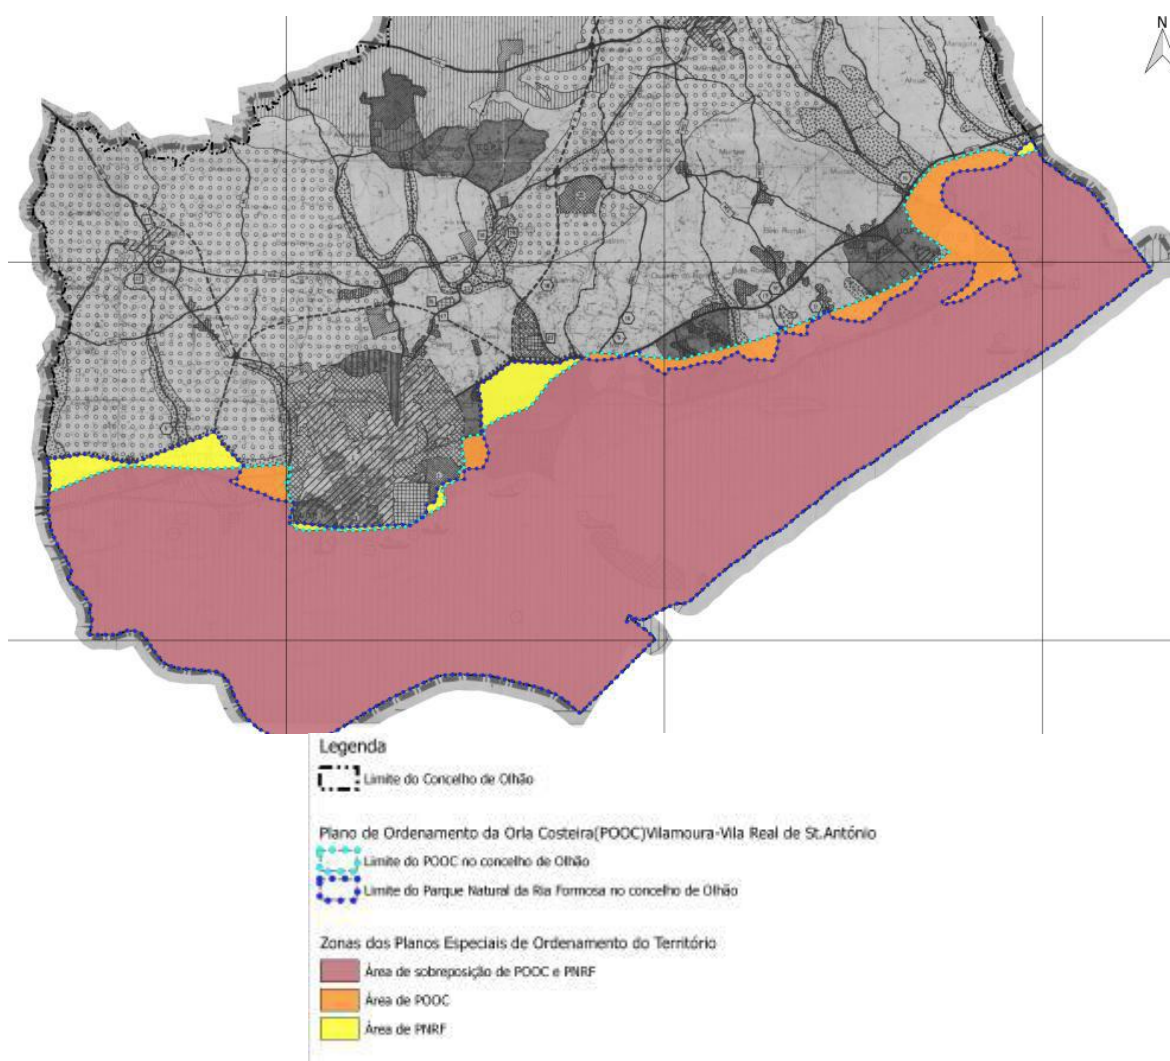 N
Legenda
Limite do Concelho de Olhão
Plano de Ordenamento da Orla Costeira(POOC)Vilamoura-Vila Real de St.António
Limite do POOC no concelho de Olhão
Limite do Parque Natural da Ria Formosa no concelho de Olhão
Zonas dos Planos Especiais de Ordenamento do Território
Área de sobreposição de POOC e PNRF
Área de POOC
Área de PNRF